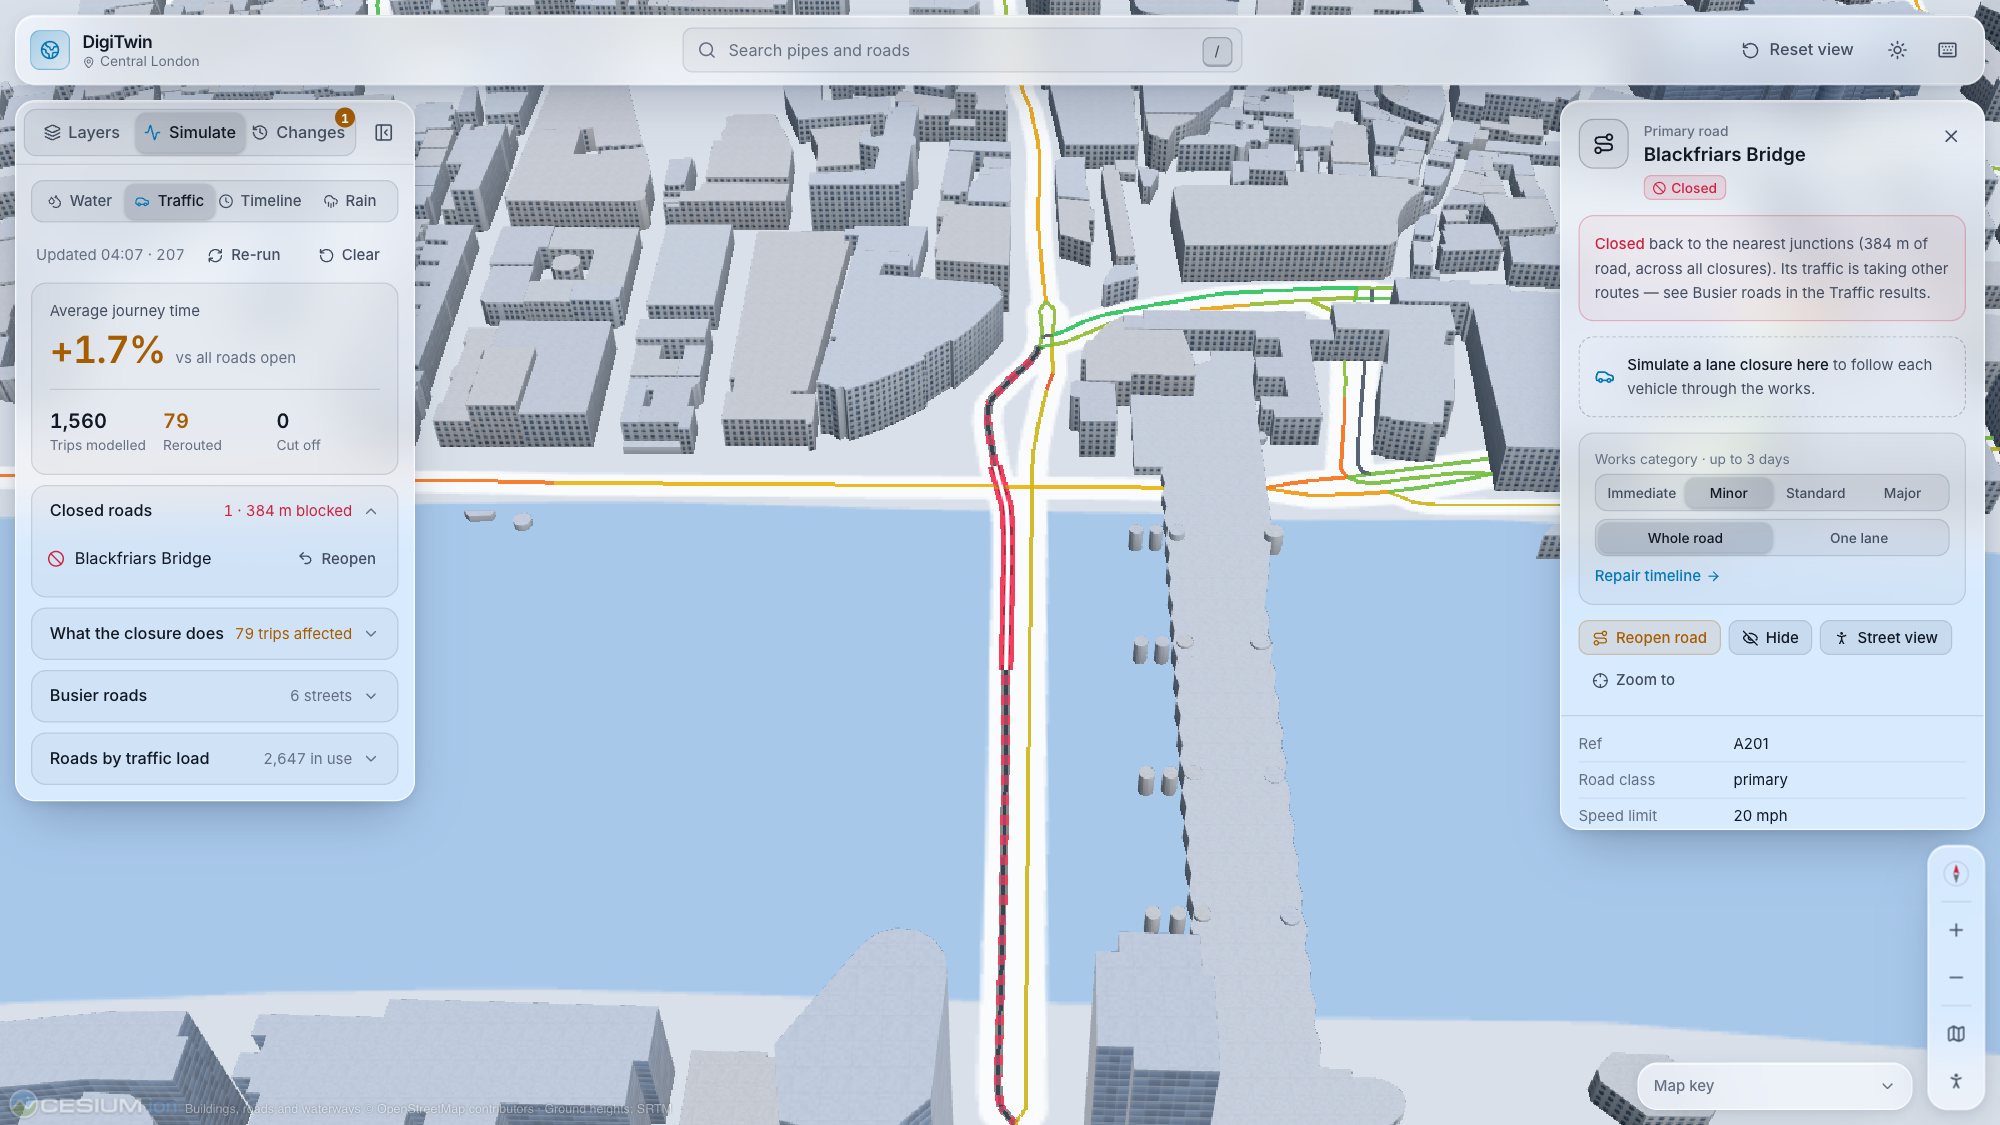 DigiTwin
Central London
Search pipes and roads
/
Reset view
Layers
Simulate
Changes
1
Water
Traffic
Timeline
Rain
Updated 04:07 · 207
Re-run
Clear
Average journey time
+1.7% vs all roads open
1,560
79
0
Trips modelled
Rerouted
Cut off
Closed roads
1 · 384 m blocked
Blackfriars Bridge
Reopen
What the closure does
79 trips affected
Busier roads
6 streets
Roads by traffic load
2,647 in use
Primary road
Blackfriars Bridge
Closed
Closed back to the nearest junctions (384 m of
road, across all closures). Its traffic is taking other
routes — see Busier roads in the Traffic results.
Simulate a lane closure here to follow each
vehicle through the works.
Works category · up to 3 days
Immediate
Minor
Standard
Major
Whole road
One lane
Repair timeline →
Reopen road
Hide
Street view
Zoom to
Ref
A201
Road class
primary
Speed limit
20 mph
Map key
CESIUM ion
Buildings, roads and waterways © OpenStreetMap contributors · Ground heights: SRTM